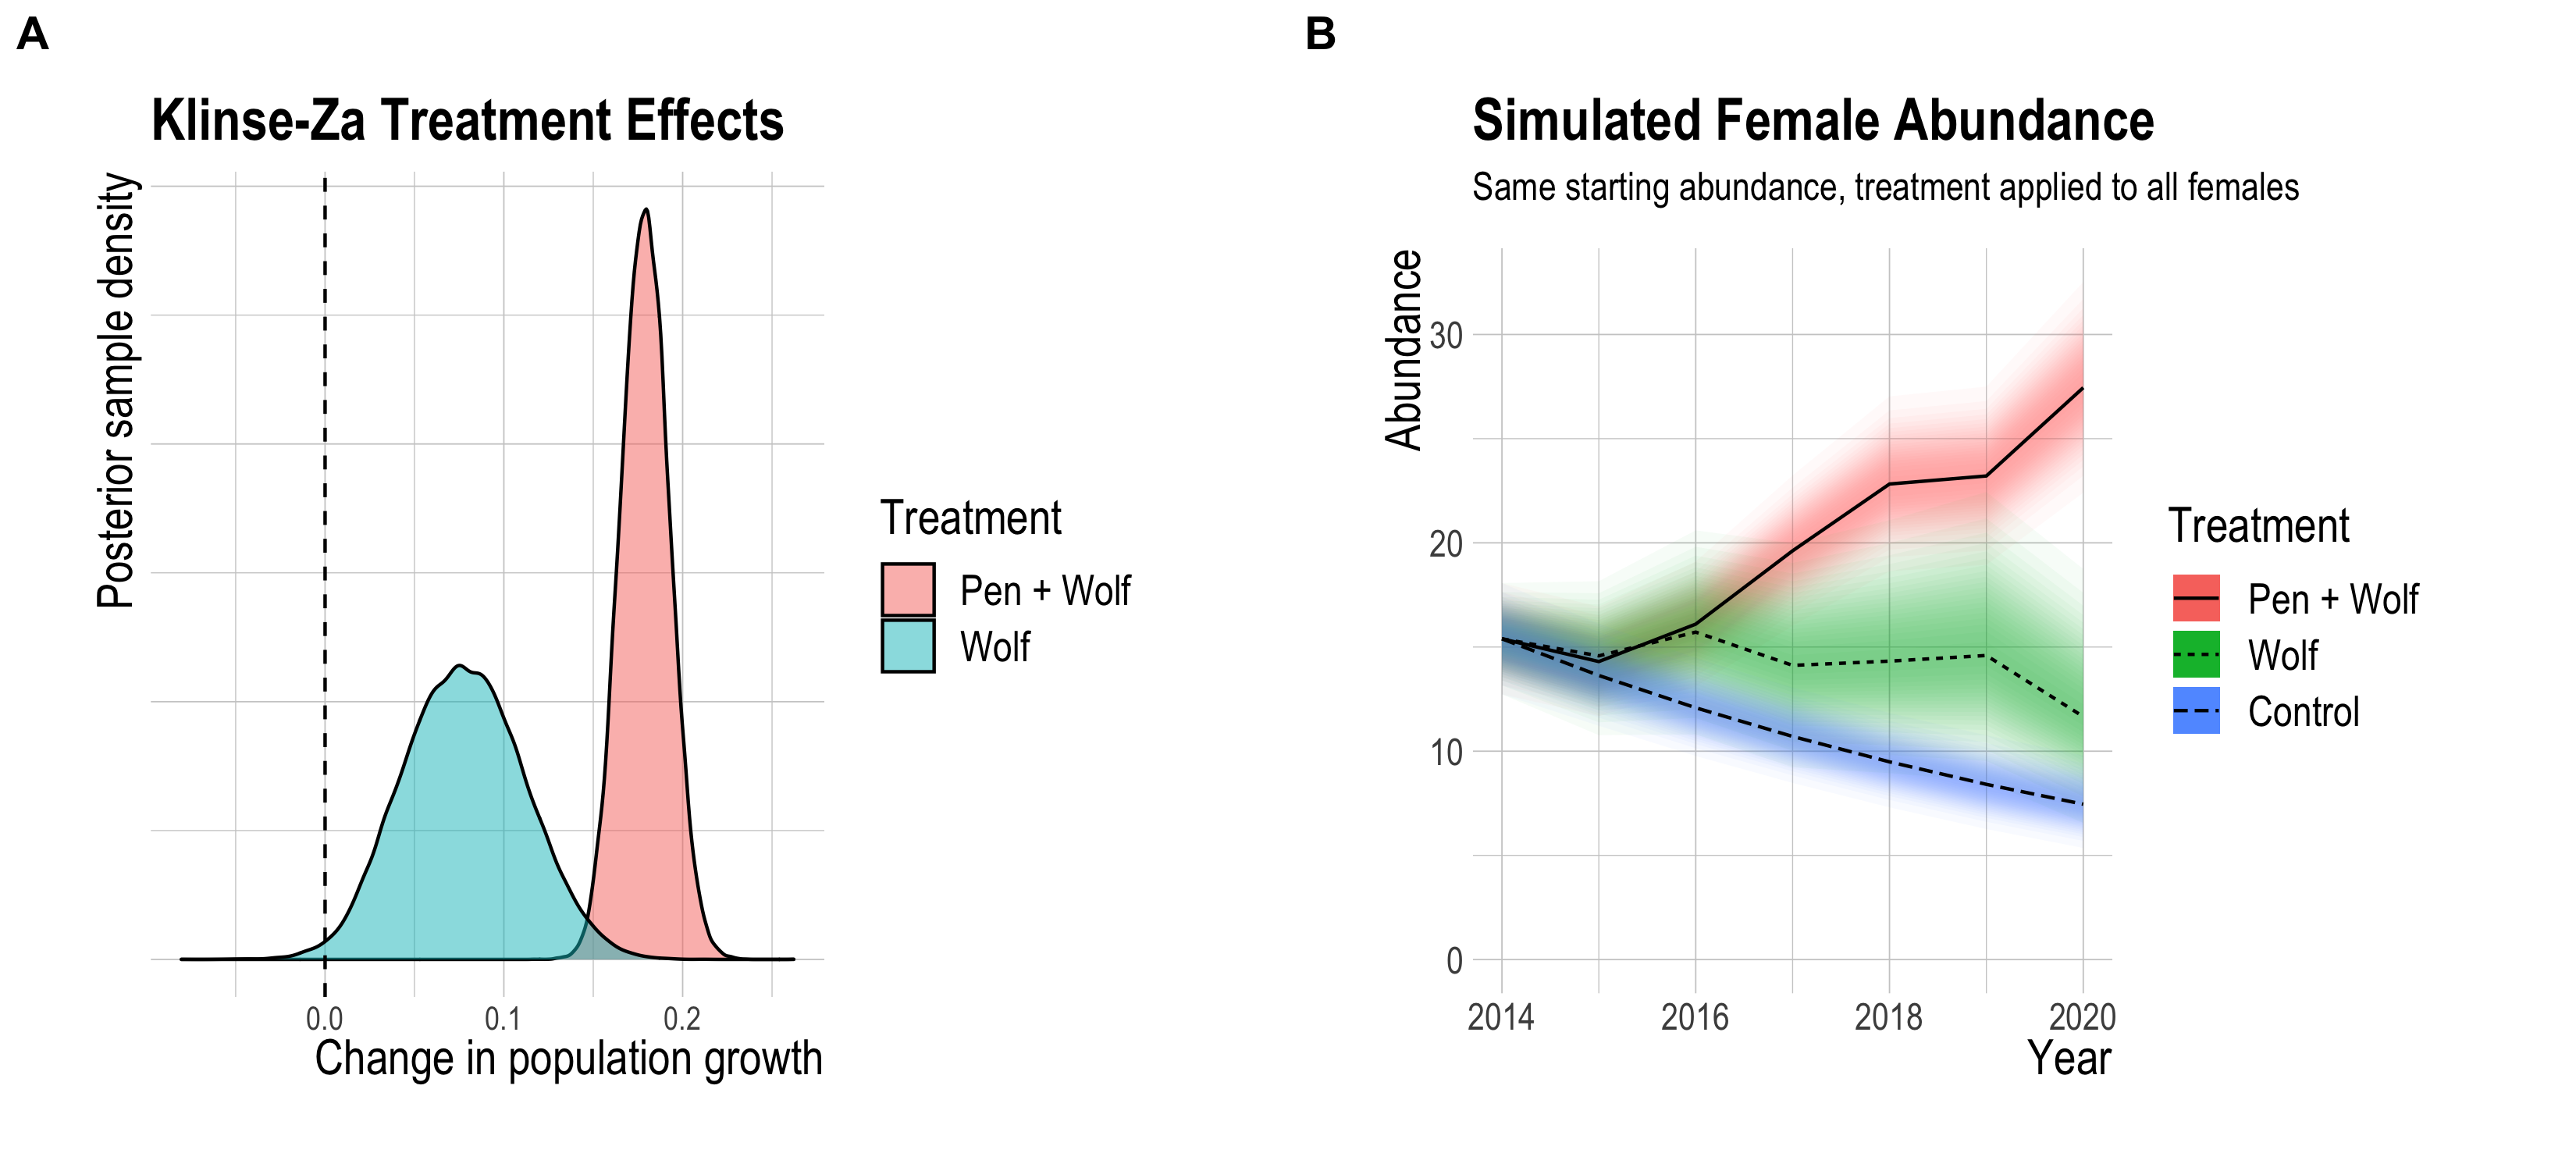 A
Klinse-Za Treatment Effects
Posterior sample density
0.0
0.1
0.2
Change in population growth
Treatment
Pen + Wolf
Wolf
B
Simulated Female Abundance
Same starting abundance, treatment applied to all females
Abundance
30
20
10
0
2014
2016
2018
2020
Year
Treatment
Pen + Wolf
Wolf
Control